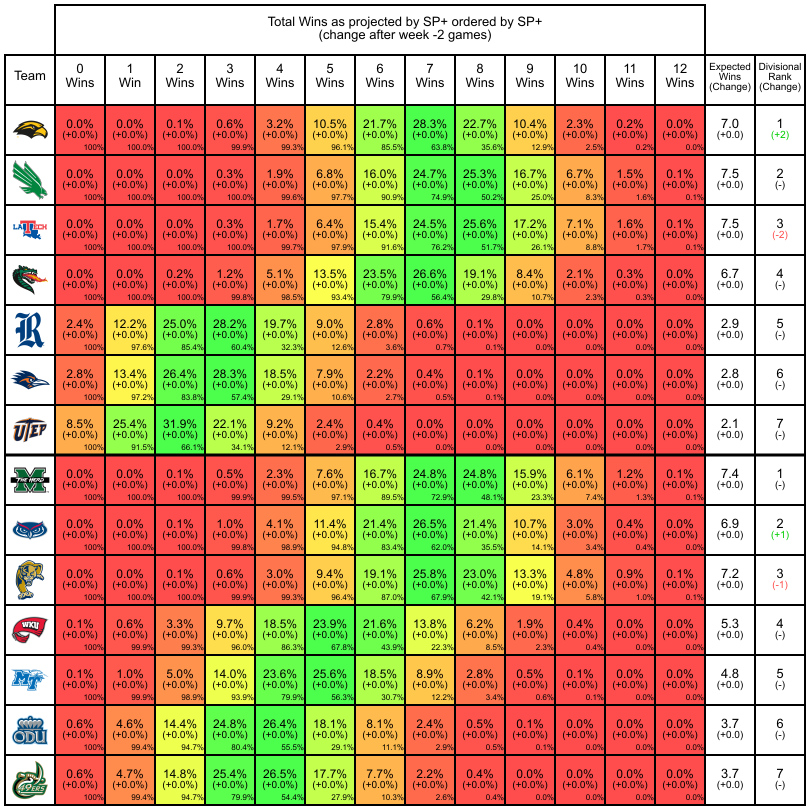 Total Wins as projected by SP+ ordered by SP+
(change after week -2 games)
Team 0 Wins 1 Win 2 Wins 3 Wins 4 Wins 5 Wins 6 Wins 7 Wins 8 Wins 9 Wins 10 Wins 11 Wins 12 Wins Expected Wins (Change) Divisional Rank (Change)
0.0% 0.0% 0.1% 0.6% 3.2% 10.5% 21.7% 28.3% 22.7% 10.4% 2.3% 0.2% 0.0% 7.0 1
(+0.0%) (+0.0%) (+0.0%) (+0.0%) (+0.0%) (+0.0%) (+0.0%) (+0.0%) (+0.0%) (+0.0%) (+0.0%) (+0.0%) (+0.0%) (+0.0) (+2)
100% 100.0% 100.0% 99.9% 99.3% 96.1% 85.5% 63.8% 35.6% 12.9% 2.5% 0.2% 0.0%
0.0% 0.0% 0.0% 0.3% 1.9% 6.8% 16.0% 24.7% 25.3% 16.7% 6.7% 1.5% 0.1% 7.5 2
(+0.0%) (+0.0%) (+0.0%) (+0.0%) (+0.0%) (+0.0%) (+0.0%) (+0.0%) (+0.0%) (+0.0%) (+0.0%) (+0.0%) (+0.0%) (+0.0) (-)
100% 100.0% 100.0% 100.0% 99.6% 97.7% 90.9% 74.9% 50.2% 25.0% 8.3% 1.6% 0.1%
LA TECH 0.0% 0.0% 0.0% 0.3% 1.7% 6.4% 15.4% 24.5% 25.6% 17.2% 7.1% 1.6% 0.1% 7.5 3
(+0.0%) (+0.0%) (+0.0%) (+0.0%) (+0.0%) (+0.0%) (+0.0%) (+0.0%) (+0.0%) (+0.0%) (+0.0%) (+0.0%) (+0.0%) (+0.0) (-2)
100% 100.0% 100.0% 100.0% 99.7% 97.9% 91.6% 76.2% 51.7% 26.1% 8.8% 1.7% 0.1%
0.0% 0.0% 0.2% 1.2% 5.1% 13.5% 23.5% 26.6% 19.1% 8.4% 2.1% 0.3% 0.0% 6.7 4
(+0.0%) (+0.0%) (+0.0%) (+0.0%) (+0.0%) (+0.0%) (+0.0%) (+0.0%) (+0.0%) (+0.0%) (+0.0%) (+0.0%) (+0.0%) (+0.0) (-)
100% 100.0% 100.0% 99.8% 98.5% 93.4% 79.9% 56.4% 29.8% 10.7% 2.3% 0.3% 0.0%
R 2.4% 12.2% 25.0% 28.2% 19.7% 9.0% 2.8% 0.6% 0.1% 0.0% 0.0% 0.0% 0.0% 2.9 5
(+0.0%) (+0.0%) (+0.0%) (+0.0%) (+0.0%) (+0.0%) (+0.0%) (+0.0%) (+0.0%) (+0.0%) (+0.0%) (+0.0%) (+0.0%) (+0.0) (-)
100% 97.6% 85.4% 60.4% 32.3% 12.6% 3.6% 0.7% 0.1% 0.0% 0.0% 0.0% 0.0%
2.8% 13.4% 26.4% 28.3% 18.5% 7.9% 2.2% 0.4% 0.1% 0.0% 0.0% 0.0% 0.0% 2.8 6
(+0.0%) (+0.0%) (+0.0%) (+0.0%) (+0.0%) (+0.0%) (+0.0%) (+0.0%) (+0.0%) (+0.0%) (+0.0%) (+0.0%) (+0.0%) (+0.0) (-)
100% 97.2% 83.8% 57.4% 29.1% 10.6% 2.7% 0.5% 0.1% 0.0% 0.0% 0.0% 0.0%
UTEP 8.5% 25.4% 31.9% 22.1% 9.2% 2.4% 0.4% 0.0% 0.0% 0.0% 0.0% 0.0% 0.0% 2.1 7
(+0.0%) (+0.0%) (+0.0%) (+0.0%) (+0.0%) (+0.0%) (+0.0%) (+0.0%) (+0.0%) (+0.0%) (+0.0%) (+0.0%) (+0.0%) (+0.0) (-)
100% 91.5% 66.1% 34.1% 12.1% 2.9% 0.5% 0.0% 0.0% 0.0% 0.0% 0.0% 0.0%
THE HERD 0.0% 0.0% 0.1% 0.5% 2.3% 7.6% 16.7% 24.8% 24.8% 15.9% 6.1% 1.2% 0.1% 7.4 1
(+0.0%) (+0.0%) (+0.0%) (+0.0%) (+0.0%) (+0.0%) (+0.0%) (+0.0%) (+0.0%) (+0.0%) (+0.0%) (+0.0%) (+0.0%) (+0.0) (-)
100% 100.0% 100.0% 99.9% 99.5% 97.1% 89.5% 72.9% 48.1% 23.3% 7.4% 1.3% 0.1%
0.0% 0.0% 0.1% 1.0% 4.1% 11.4% 21.4% 26.5% 21.4% 10.7% 3.0% 0.4% 0.0% 6.9 2
(+0.0%) (+0.0%) (+0.0%) (+0.0%) (+0.0%) (+0.0%) (+0.0%) (+0.0%) (+0.0%) (+0.0%) (+0.0%) (+0.0%) (+0.0%) (+0.0) (+1)
100% 100.0% 100.0% 99.8% 98.9% 94.8% 83.4% 62.0% 35.5% 14.1% 3.4% 0.4% 0.0%
0.0% 0.0% 0.1% 0.6% 3.0% 9.4% 19.1% 25.8% 23.0% 13.3% 4.8% 0.9% 0.1% 7.2 3
(+0.0%) (+0.0%) (+0.0%) (+0.0%) (+0.0%) (+0.0%) (+0.0%) (+0.0%) (+0.0%) (+0.0%) (+0.0%) (+0.0%) (+0.0%) (+0.0) (-1)
100% 100.0% 100.0% 99.9% 99.3% 96.4% 87.0% 67.9% 42.1% 19.1% 5.8% 1.0% 0.1%
WKU 0.1% 0.6% 3.3% 9.7% 18.5% 23.9% 21.6% 13.8% 6.2% 1.9% 0.4% 0.0% 0.0% 5.3 4
(+0.0%) (+0.0%) (+0.0%) (+0.0%) (+0.0%) (+0.0%) (+0.0%) (+0.0%) (+0.0%) (+0.0%) (+0.0%) (+0.0%) (+0.0%) (+0.0) (-)
100% 99.9% 99.3% 96.0% 86.3% 67.8% 43.9% 22.3% 8.5% 2.3% 0.4% 0.0% 0.0%
MT 0.1% 1.0% 5.0% 14.0% 23.6% 25.6% 18.5% 8.9% 2.8% 0.5% 0.1% 0.0% 0.0% 4.8 5
(+0.0%) (+0.0%) (+0.0%) (+0.0%) (+0.0%) (+0.0%) (+0.0%) (+0.0%) (+0.0%) (+0.0%) (+0.0%) (+0.0%) (+0.0%) (+0.0) (-)
100% 99.9% 98.9% 93.9% 79.9% 56.3% 30.7% 12.2% 3.4% 0.6% 0.1% 0.0% 0.0%
ODU 0.6% 4.6% 14.4% 24.8% 26.4% 18.1% 8.1% 2.4% 0.5% 0.1% 0.0% 0.0% 0.0% 3.7 6
(+0.0%) (+0.0%) (+0.0%) (+0.0%) (+0.0%) (+0.0%) (+0.0%) (+0.0%) (+0.0%) (+0.0%) (+0.0%) (+0.0%) (+0.0%) (+0.0) (-)
100% 99.4% 94.7% 80.4% 55.5% 29.1% 11.1% 2.9% 0.5% 0.1% 0.0% 0.0% 0.0%
49ERS 0.6% 4.7% 14.8% 25.4% 26.5% 17.7% 7.7% 2.2% 0.4% 0.0% 0.0% 0.0% 0.0% 3.7 7
(+0.0%) (+0.0%) (+0.0%) (+0.0%) (+0.0%) (+0.0%) (+0.0%) (+0.0%) (+0.0%) (+0.0%) (+0.0%) (+0.0%) (+0.0%) (+0.0) (-)
100% 99.4% 94.7% 79.9% 54.4% 27.9% 10.3% 2.6% 0.4% 0.0% 0.0% 0.0% 0.0%